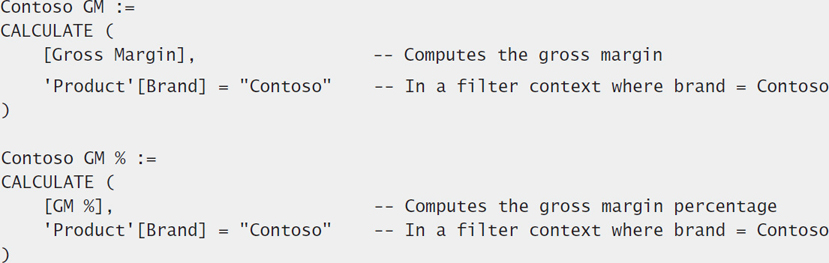 Contoso GM :=
CALCULATE (
[Gross Margin], -- Computes the gross margin
'Product'[Brand] = "Contoso" -- In a filter context where brand = Contoso
)
Contoso GM % :=
CALCULATE (
[GM %], -- Computes the gross margin percentage
'Product'[Brand] = "Contoso" -- In a filter context where brand = Contoso
)